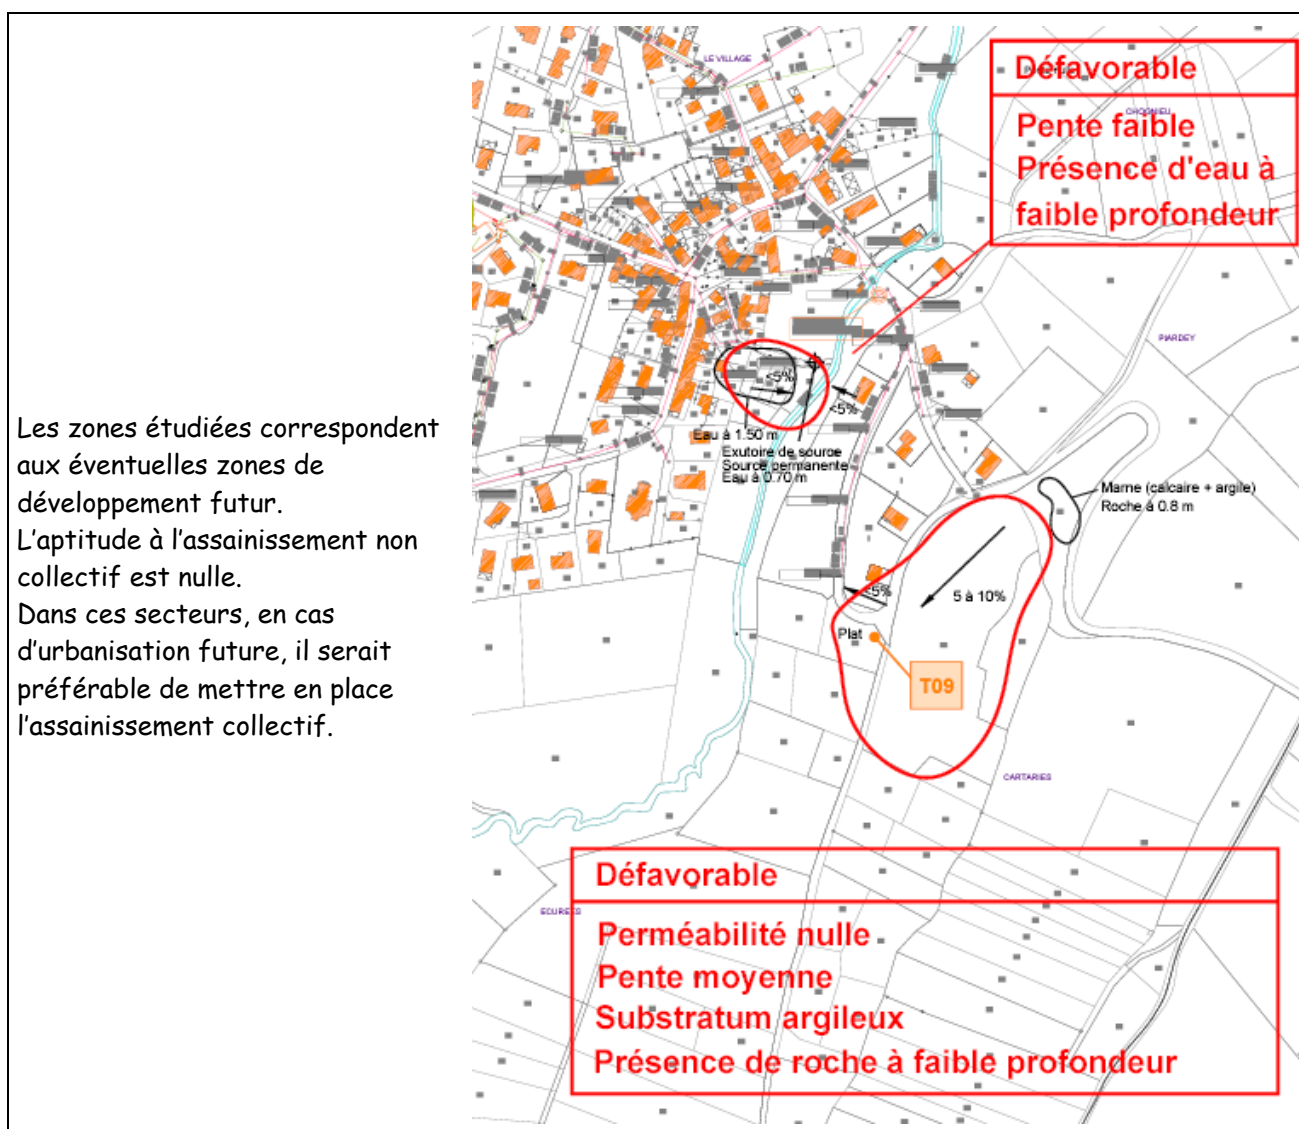 Les zones étudiées correspondent
aux éventuelles zones de
développement futur.
L'aptitude à l'assainissement non
collectif est nulle.
Dans ces secteurs, en cas
d'urbanisation future, il serait
préférable de mettre en place
l'assainissement collectif.
LE VILLAGE
Défavorable
CHOGNIEU
Pente faible
Présence d'eau à
faible profondeur
PIARDEY
<5%
<5%
Eau à 1.50 m
Exutoire de source
Source permanente
Eau à 0.70 m
Marne (calcaire + argile)
Roche à 0.8 m
<5%
5 à 10%
Plat
T09
CARTARIES
Défavorable
ECUREES
Perméabilité nulle
Pente moyenne
Substratum argileux
Présence de roche à faible profondeur